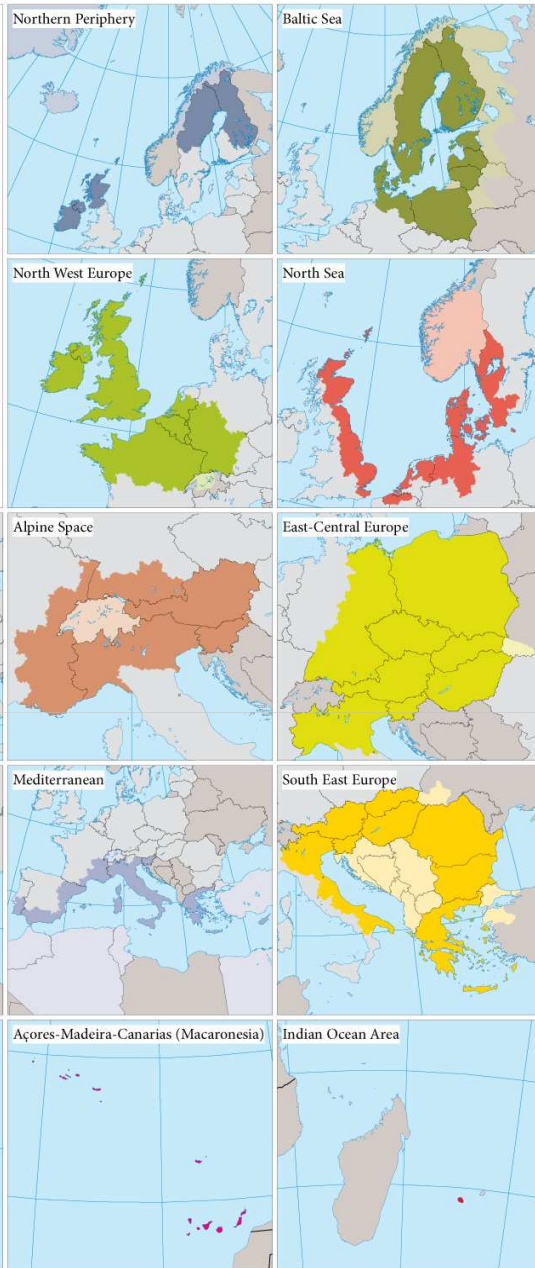 Northern Periphery
Baltic Sea
North West Europe
North Sea
Alpine Space
East-Central Europe
Mediterranean
South East Europe
Açores-Madeira-Canarias (Macaronesia)
Indian Ocean Area